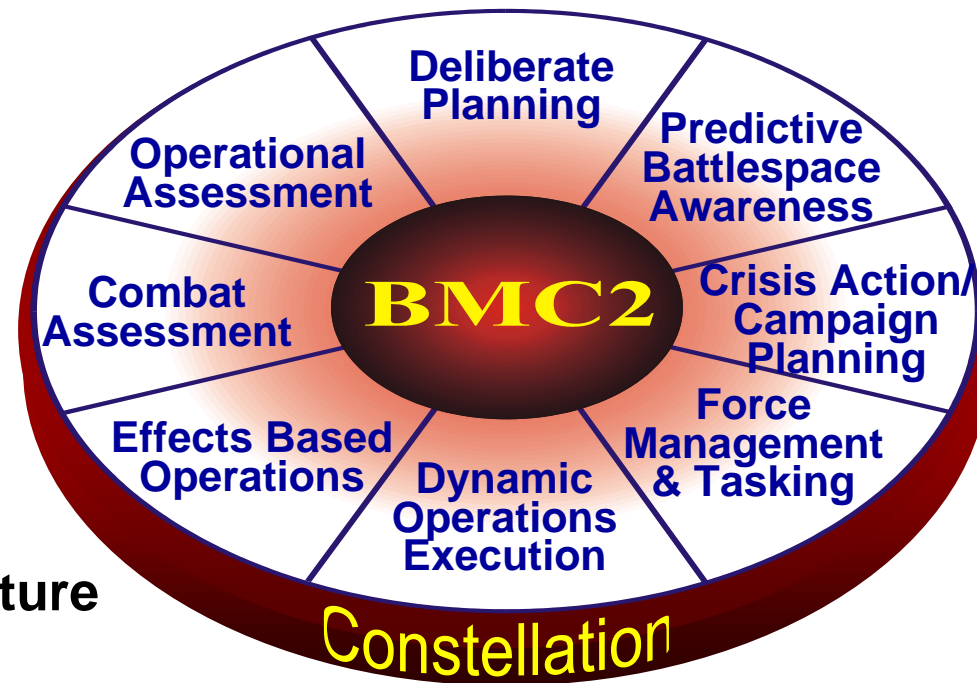 Deliberate
Planning
Predictive
Battlespace
Awareness
Crisis Action/
Campaign
Planning
Force
Management
& Tasking
Dynamic
Operations
Execution
Effects Based
Operations
Combat
Assessment
Operational
Assessment
BMC2
ture
Constellation